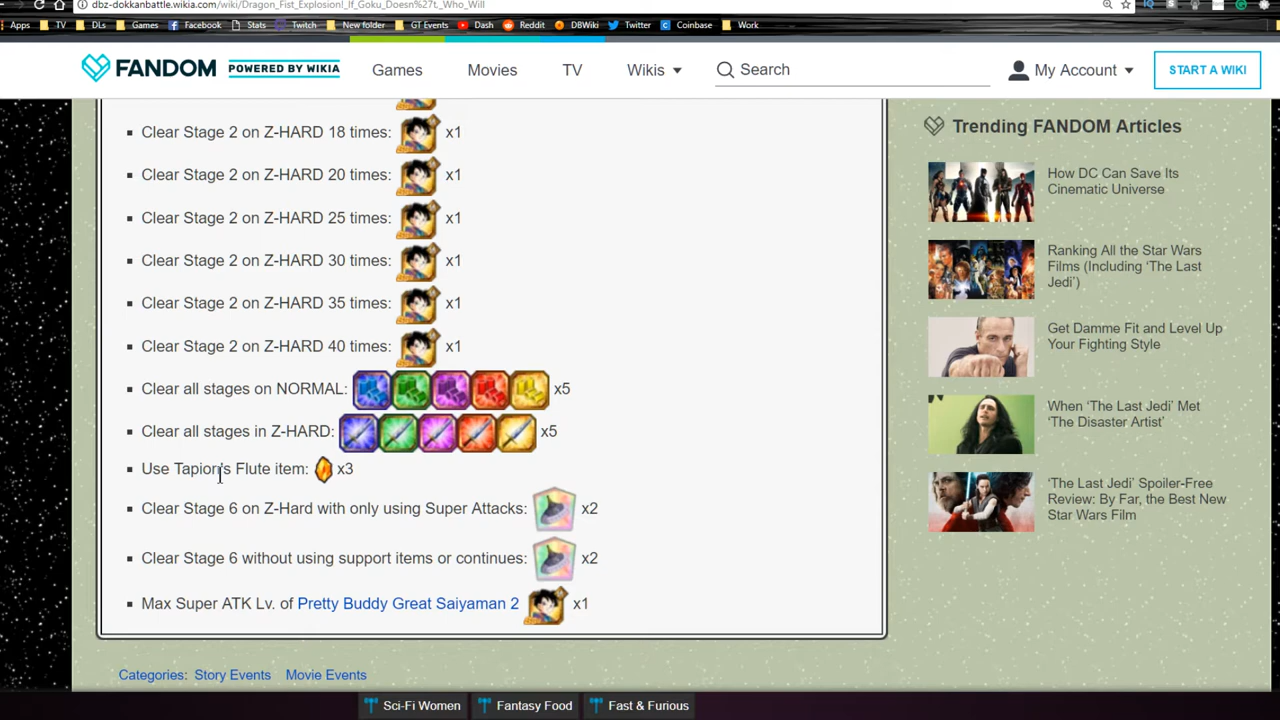 dbz-dokkanbattle.wikia.com/wiki/Dragon_Fist_Explosion!_If_Goku_Doesn%27t,_Who_Will
Apps TV DLs Games Facebook Stats Twitch New folder GT Events Dash Reddit DBWiki Twitter Coinbase Work
FANDOM POWERED BY WIKIA Games Movies TV Wikis Search My Account START A WIKI
Clear Stage 2 on Z-HARD 18 times: x1
Clear Stage 2 on Z-HARD 20 times: x1
Clear Stage 2 on Z-HARD 25 times: x1
Clear Stage 2 on Z-HARD 30 times: x1
Clear Stage 2 on Z-HARD 35 times: x1
Clear Stage 2 on Z-HARD 40 times: x1
Clear all stages on NORMAL: x5
Clear all stages in Z-HARD: x5
Use Tapion's Flute item: x3
Clear Stage 6 on Z-Hard with only using Super Attacks: x2
Clear Stage 6 without using support items or continues: x2
Max Super ATK Lv. of Pretty Buddy Great Saiyaman 2 x1
Categories: Story Events Movie Events
Trending FANDOM Articles
How DC Can Save Its
Cinematic Universe
Ranking All the Star Wars
Films (Including ‘The Last
Jedi’)
Get Damme Fit and Level Up
Your Fighting Style
When ‘The Last Jedi’ Met
‘The Disaster Artist’
‘The Last Jedi’ Spoiler-Free
Review: By Far, the Best New
Star Wars Film
Sci-Fi Women Fantasy Food Fast & Furious